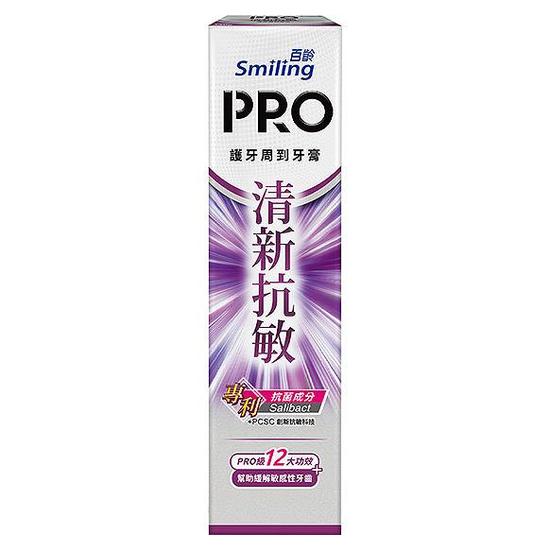 百齡
Smiling
PRO
護牙周到牙膏
清新抗敏
專利
抗菌成分
Salibact
+PCSC 創新抗敏科技
PRO級12大功效
+
幫助緩解敏感性牙齒